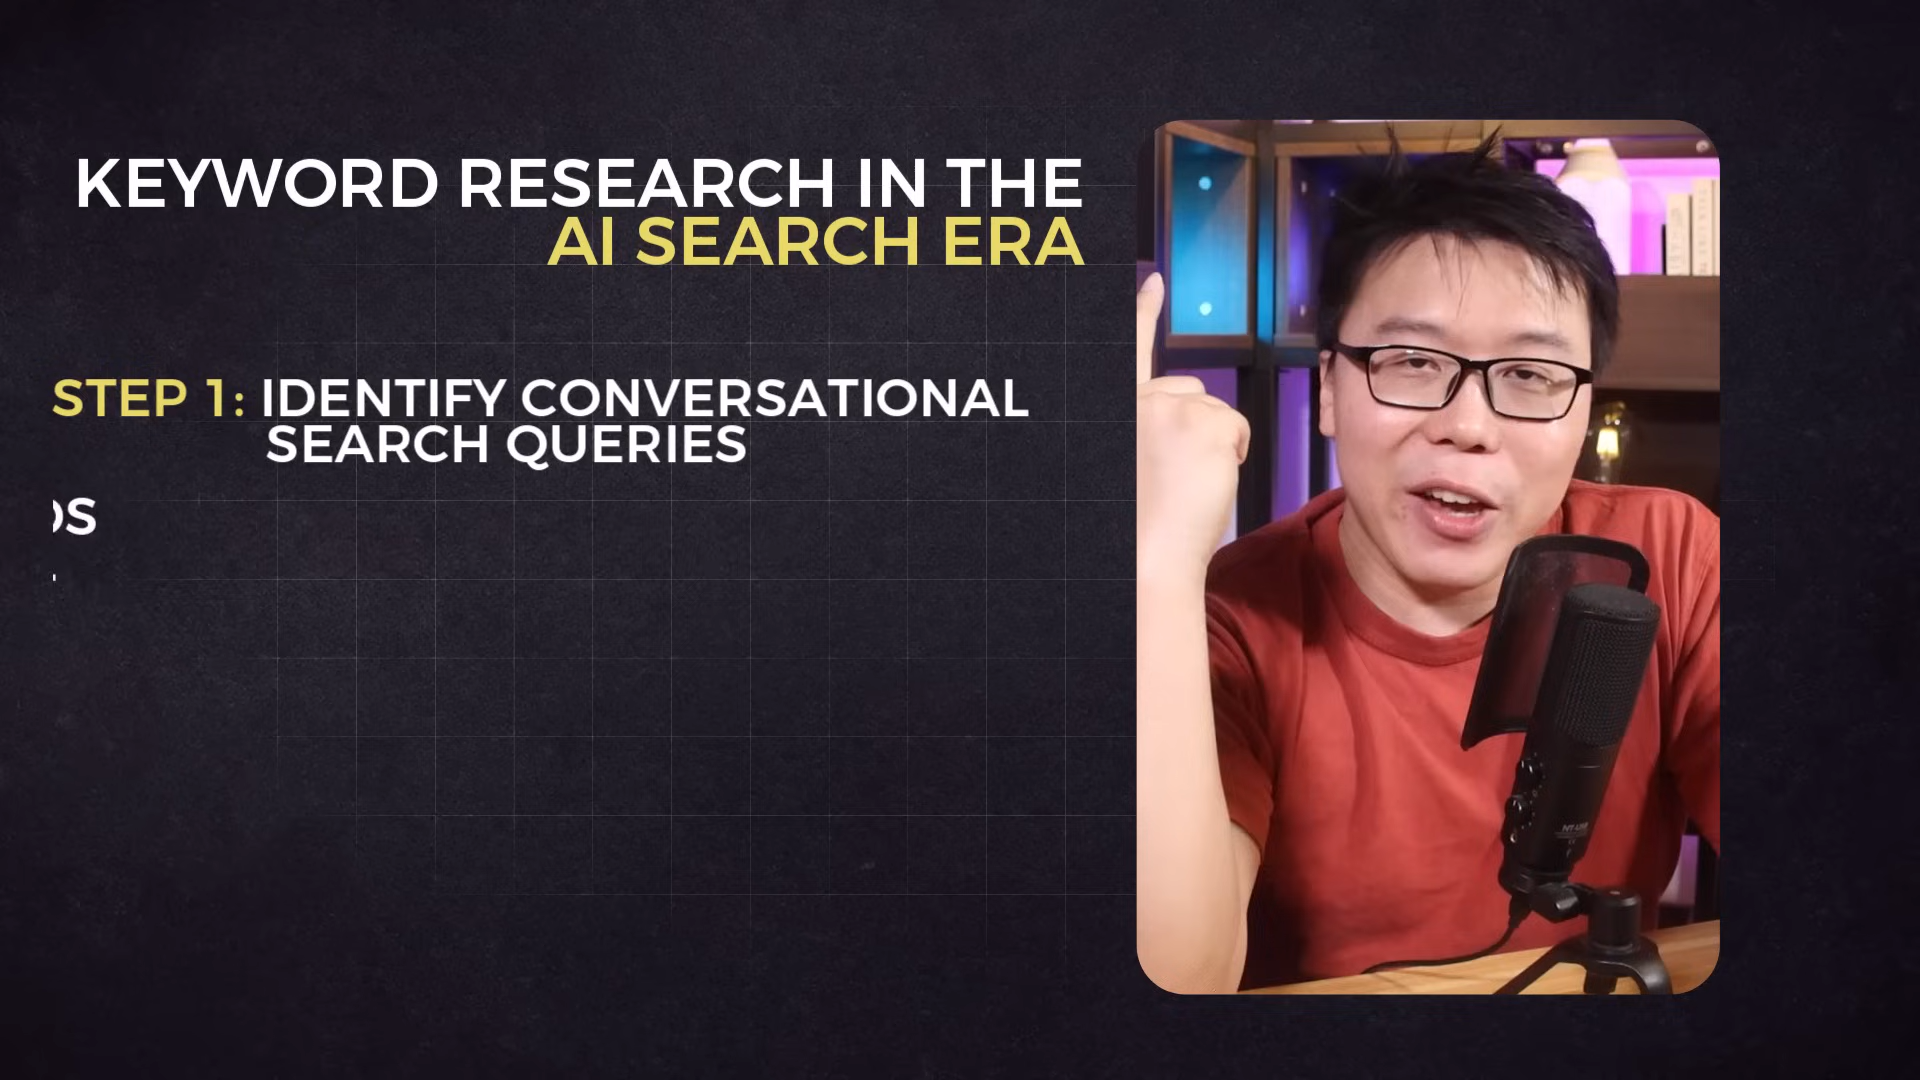 KEYWORD RESEARCH IN THE
AI SEARCH ERA
STEP 1: IDENTIFY CONVERSATIONAL
SEARCH QUERIES